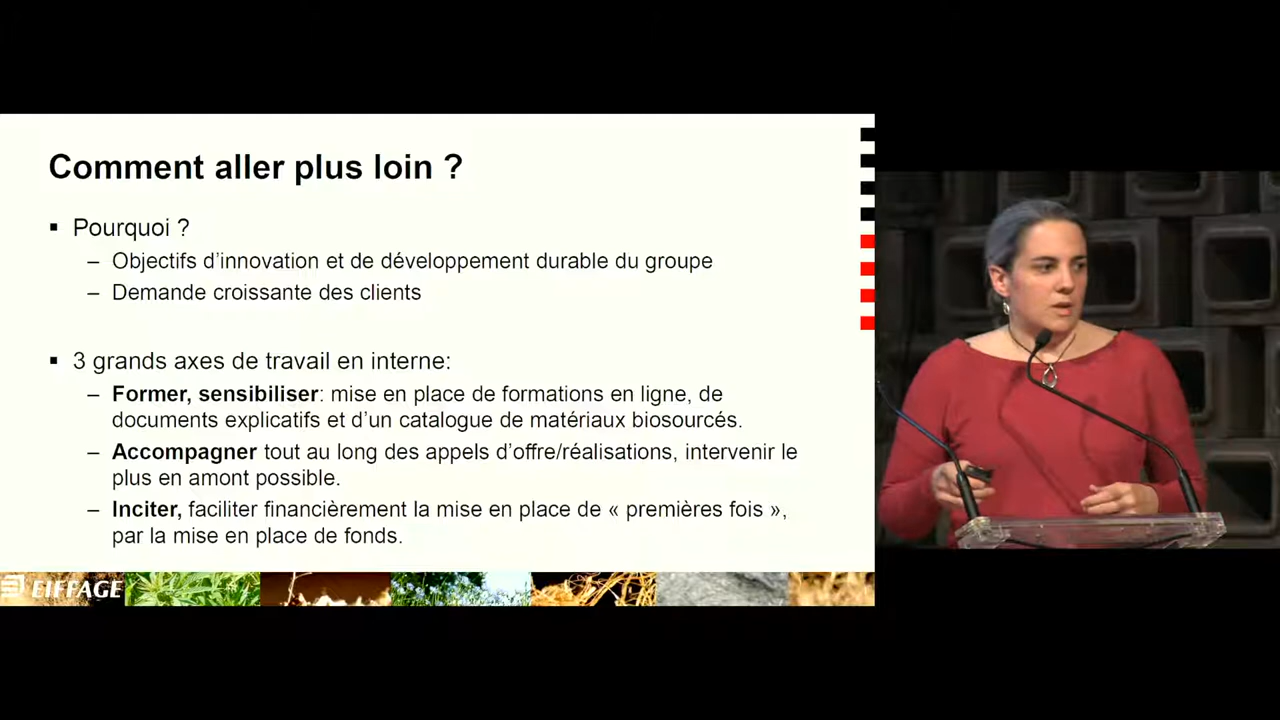 Comment aller plus loin ?
▪ Pourquoi ?
– Objectifs d’innovation et de développement durable du groupe
– Demande croissante des clients
▪ 3 grands axes de travail en interne:
– Former, sensibiliser: mise en place de formations en ligne, de
documents explicatifs et d’un catalogue de matériaux biosourcés.
– Accompagner tout au long des appels d’offre/réalisations, intervenir le
plus en amont possible.
– Inciter, faciliter financièrement la mise en place de « premières fois »,
par la mise en place de fonds.
EIFFAGE